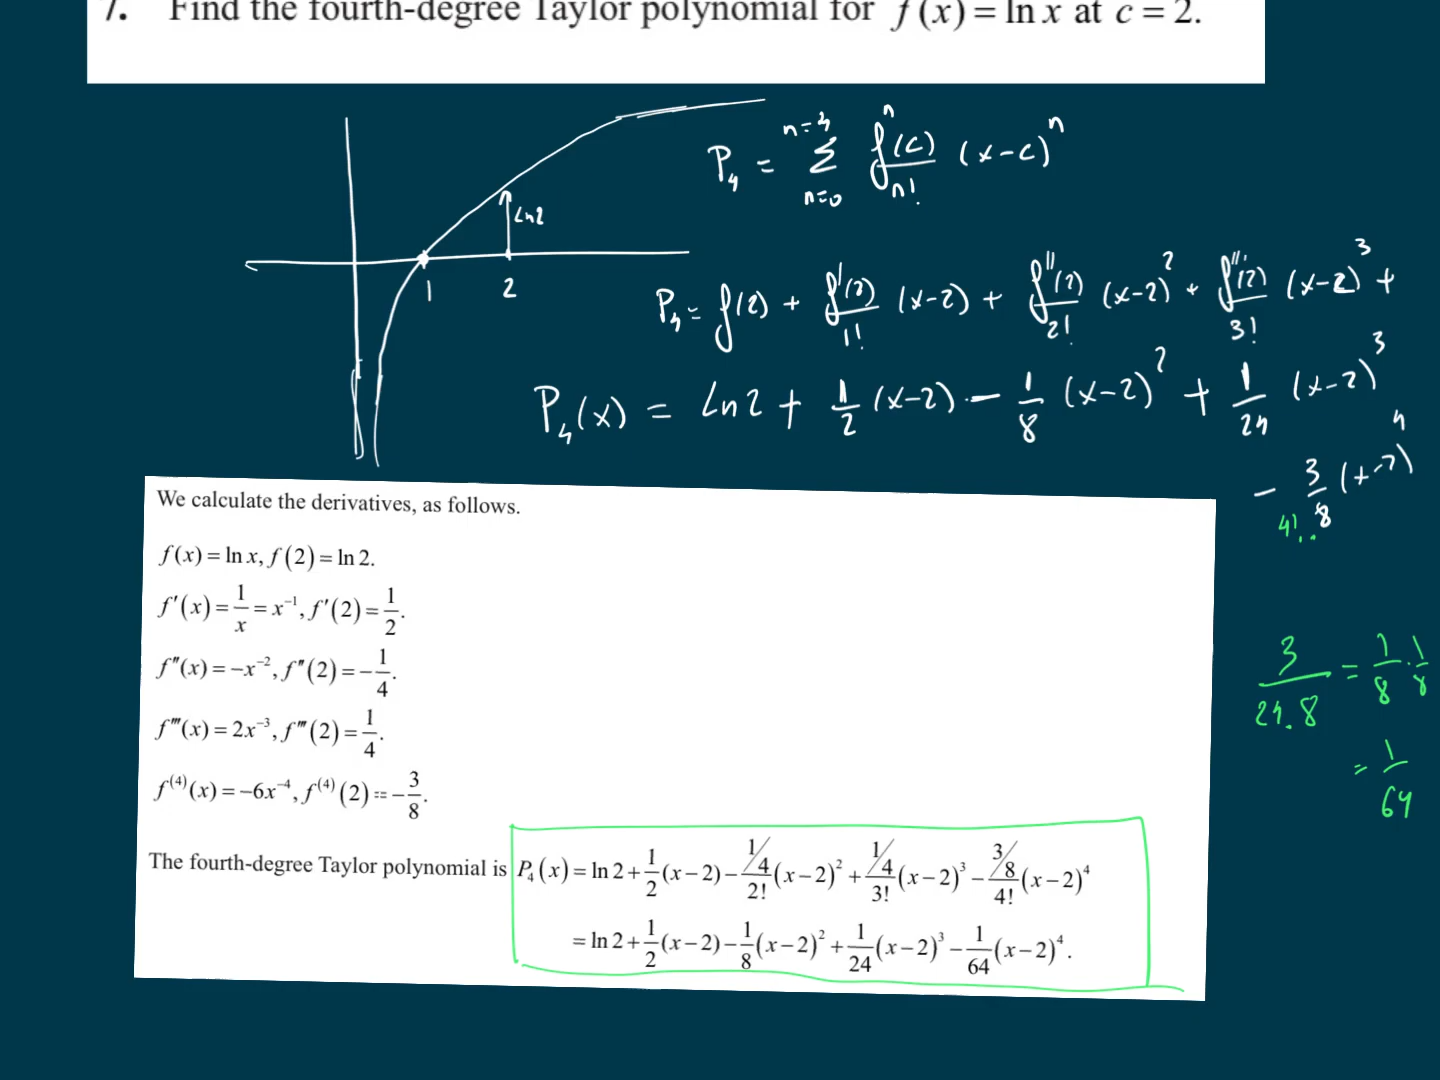 7. Find the fourth-degree Taylor polynomial for f(x) = ln x at c = 2.
P₄ = Σ n=0 n=4 fⁿ(c)/n! (x-c)ⁿ
Ln2
1 2
P₄ = f(2) + f'(2)/1! (x-2) + f''(2)/2! (x-2)² + f'''(2)/3! (x-2)³ +
P₄(x) = Ln2 + 1/2 (x-2) - 1/8 (x-2)² + 1/24 (x-2)³
- 3/(4!·8) (x-2)⁴
We calculate the derivatives, as follows.
f(x) = ln x, f(2) = ln 2.
f'(x) = 1/x = x⁻¹, f'(2) = 1/2.
f''(x) = -x⁻², f''(2) = -1/4.
f'''(x) = 2x⁻³, f'''(2) = 1/4.
f⁽⁴⁾(x) = -6x⁻⁴, f⁽⁴⁾(2) = -3/8.
3/(24.8) = 1/8 · 1/8
= 1/64
The fourth-degree Taylor polynomial is P₄(x) = ln 2 + 1/2(x-2) - (1/4)/2!(x-2)² + (1/4)/3!(x-2)³ - (3/8)/4!(x-2)⁴
= ln 2 + 1/2(x-2) - 1/8(x-2)² + 1/24(x-2)³ - 1/64(x-2)⁴.